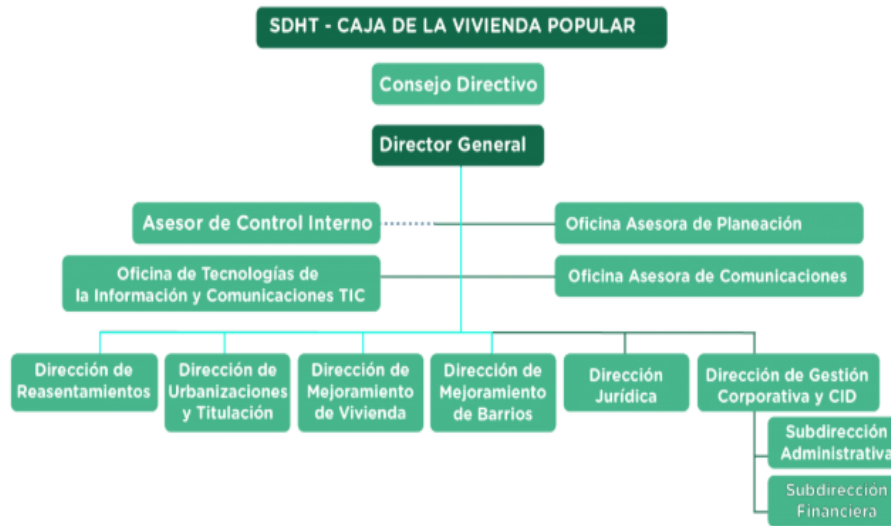 SDHT - CAJA DE LA VIVIENDA POPULAR
Consejo Directivo
Director General
Asesor de Control Interno
Oficina Asesora de Planeación
Oficina de Tecnologías de
la Información y Comunicaciones TIC
Oficina Asesora de Comunicaciones
Dirección de
Reasentamientos
Dirección de
Urbanizaciones
y Titulación
Dirección de
Mejoramiento
de Vivienda
Dirección de
Mejoramiento
de Barrios
Dirección
Jurídica
Dirección de Gestión
Corporativa y CID
Subdirección
Administrativa
Subdirección
Financiera